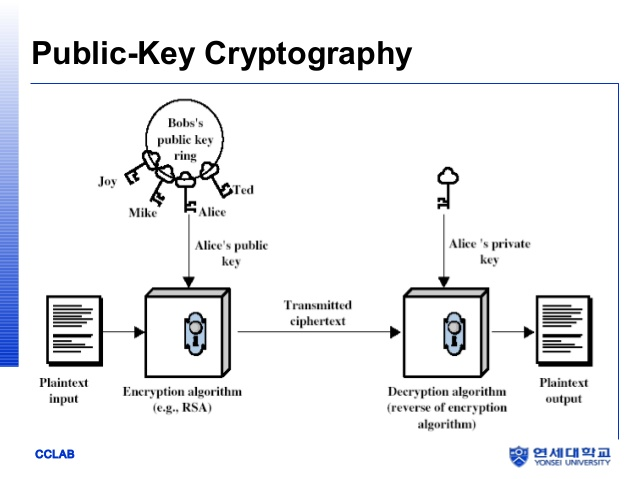 Public-Key Cryptography
Bobs's
public key
ring
Joy
Ted
Mike
Alice
Alice's public
key
Alice 's private
key
Transmitted
ciphertext
Plaintext
input
Encryption algorithm
(e.g., RSA)
Decryption algorithm
(reverse of encryption
algorithm)
Plaintext
output
CCLAB
연세대학교
YONSEI UNIVERSITY